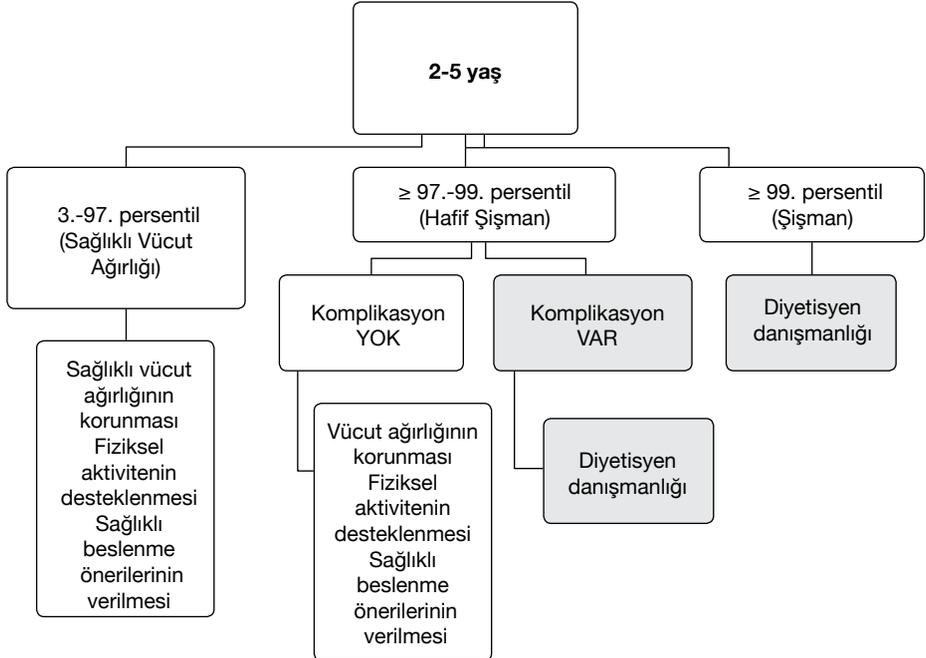 2-5 yaş
3.-97. persentil
(Sağlıklı Vücut
Ağırlığı)
≥ 97.-99. persentil
(Hafif Şişman)
≥ 99. persentil
(Şişman)
Komplikasyon
YOK
Komplikasyon
VAR
Diyetisyen
danışmanlığı
Sağlıklı vücut
ağırlığının
korunması
Fiziksel
aktivitenin
desteklenmesi
Sağlıklı
beslenme
önerilerinin
verilmesi
Vücut ağırlığının
korunması
Fiziksel
aktivitenin
desteklenmesi
Sağlıklı
beslenme
önerilerinin
verilmesi
Diyetisyen
danışmanlığı